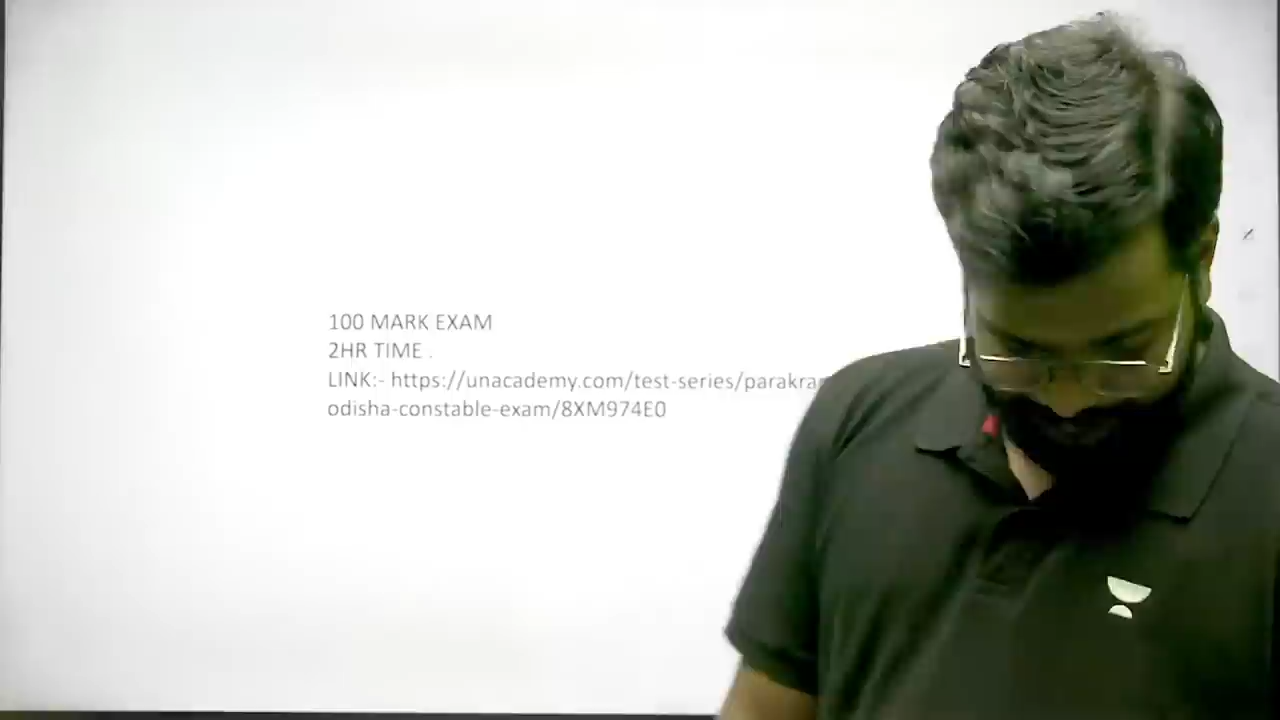 100 MARK EXAM
2HR TIME .
LINK:- https://unacademy.com/test-series/parakra
odisha-constable-exam/8XM974E0